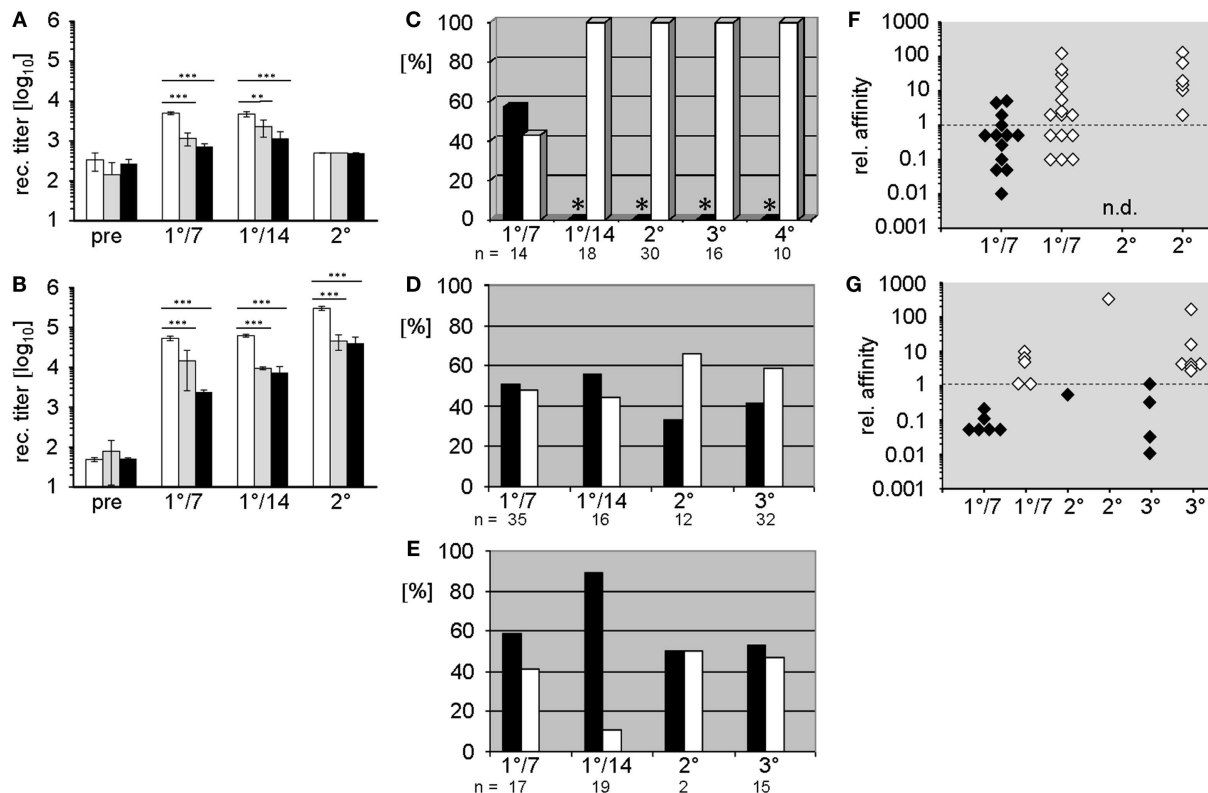 A
rec. titer [log10]
6
5
4
3
2
1
***
***
***
**
pre
1°/7
1°/14
2°
B
rec. titer [log10]
6
5
4
3
2
1
***
***
***
***
***
***
pre
1°/7
1°/14
2°
C
[%]
100
80
60
40
20
0
* * * *
1°/7 1°/14 2° 3° 4°
n = 14 18 30 16 10
D
[%]
100
80
60
40
20
0
1°/7 1°/14 2° 3°
n = 35 16 12 32
E
[%]
100
80
60
40
20
0
1°/7 1°/14 2° 3°
n = 17 19 2 15
F
rel. affinity
1000
100
10
1
0.1
0.01
0.001
n.d.
1°/7 1°/7 2° 2°
G
rel. affinity
1000
100
10
1
0.1
0.01
0.001
1°/7 1°/7 2° 2° 3° 3°